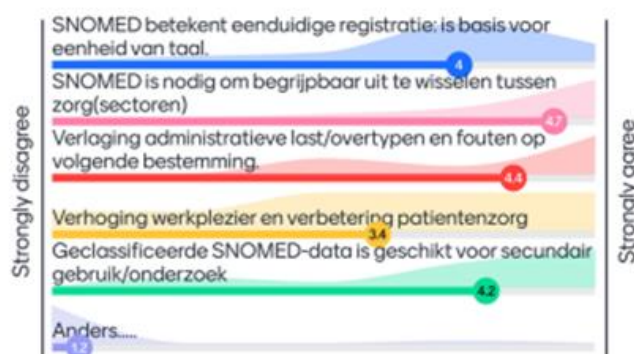 SNOMED betekent eenduidige registratie: is basis voor
eenheid van taal.
4
SNOMED is nodig om begrijpbaar uit te wisselen tussen
zorg(sectoren)
4.7
Verlaging administratieve last/overtypen en fouten op
volgende bestemming.
4.4
Verhoging werkplezier en verbetering patientenzorg
3.4
Geclassificeerde SNOMED-data is geschikt voor secundair
gebruik/onderzoek
4.2
Anders.....
1.2
Strongly disagree
Strongly agree